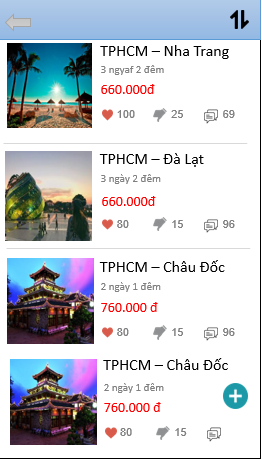 TPHCM – Nha Trang
3 ngyaf 2 đêm
660.000đ
100 25 69
TPHCM – Đà Lạt
3 ngày 2 đêm
660.000đ
80 15 96
TPHCM – Châu Đốc
2 ngày 1 đêm
760.000 đ
80 15 96
TPHCM – Châu Đốc
2 ngày 1 đêm
760.000 đ
80 15